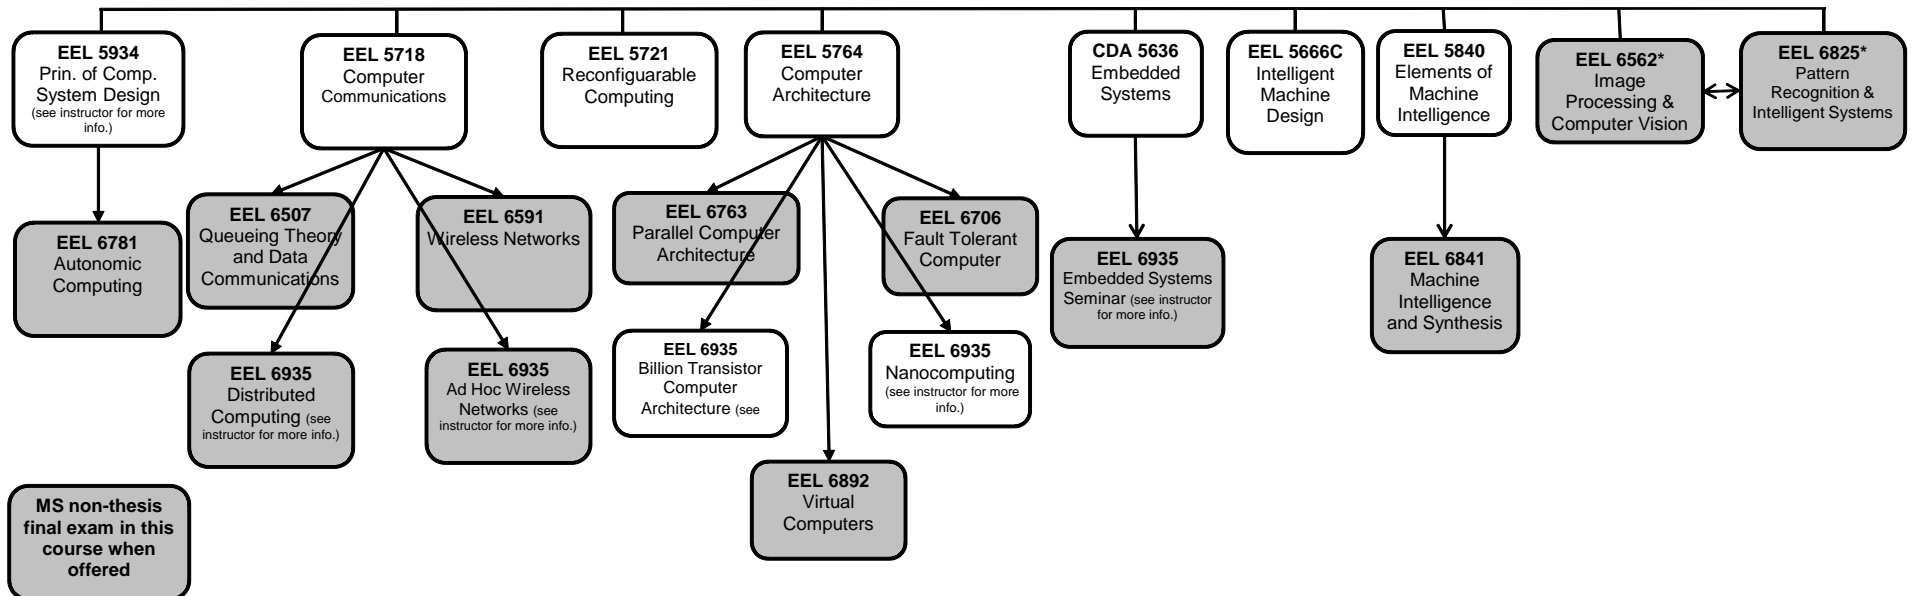 EEL 5934
Prin. of Comp.
System Design
(see instructor for more
info.)
EEL 5718
Computer
Communications
EEL 5721
Reconfiguarable
Computing
EEL 5764
Computer
Architecture
CDA 5636
Embedded
Systems
EEL 5666C
Intelligent
Machine
Design
EEL 5840
Elements of
Machine
Intelligence
EEL 6562*
Image
Processing &
Computer Vision
EEL 6825*
Pattern
Recognition &
Intelligent Systems
EEL 6781
Autonomic
Computing
EEL 6507
Queueing Theory
and Data
Communications
EEL 6591
Wireless Networks
EEL 6763
Parallel Computer
Architecture
EEL 6706
Fault Tolerant
Computer
EEL 6935
Embedded Systems
Seminar (see instructor
for more info.)
EEL 6841
Machine
Intelligence
and Synthesis
EEL 6935
Distributed
Computing (see
instructor for more info.)
EEL 6935
Ad Hoc Wireless
Networks (see
instructor for more info.)
EEL 6935
Billion Transistor
Computer
Architecture (see
EEL 6935
Nanocomputing
(see instructor for more
info.)
EEL 6892
Virtual
Computers
MS non-thesis
final exam in this
course when
offered